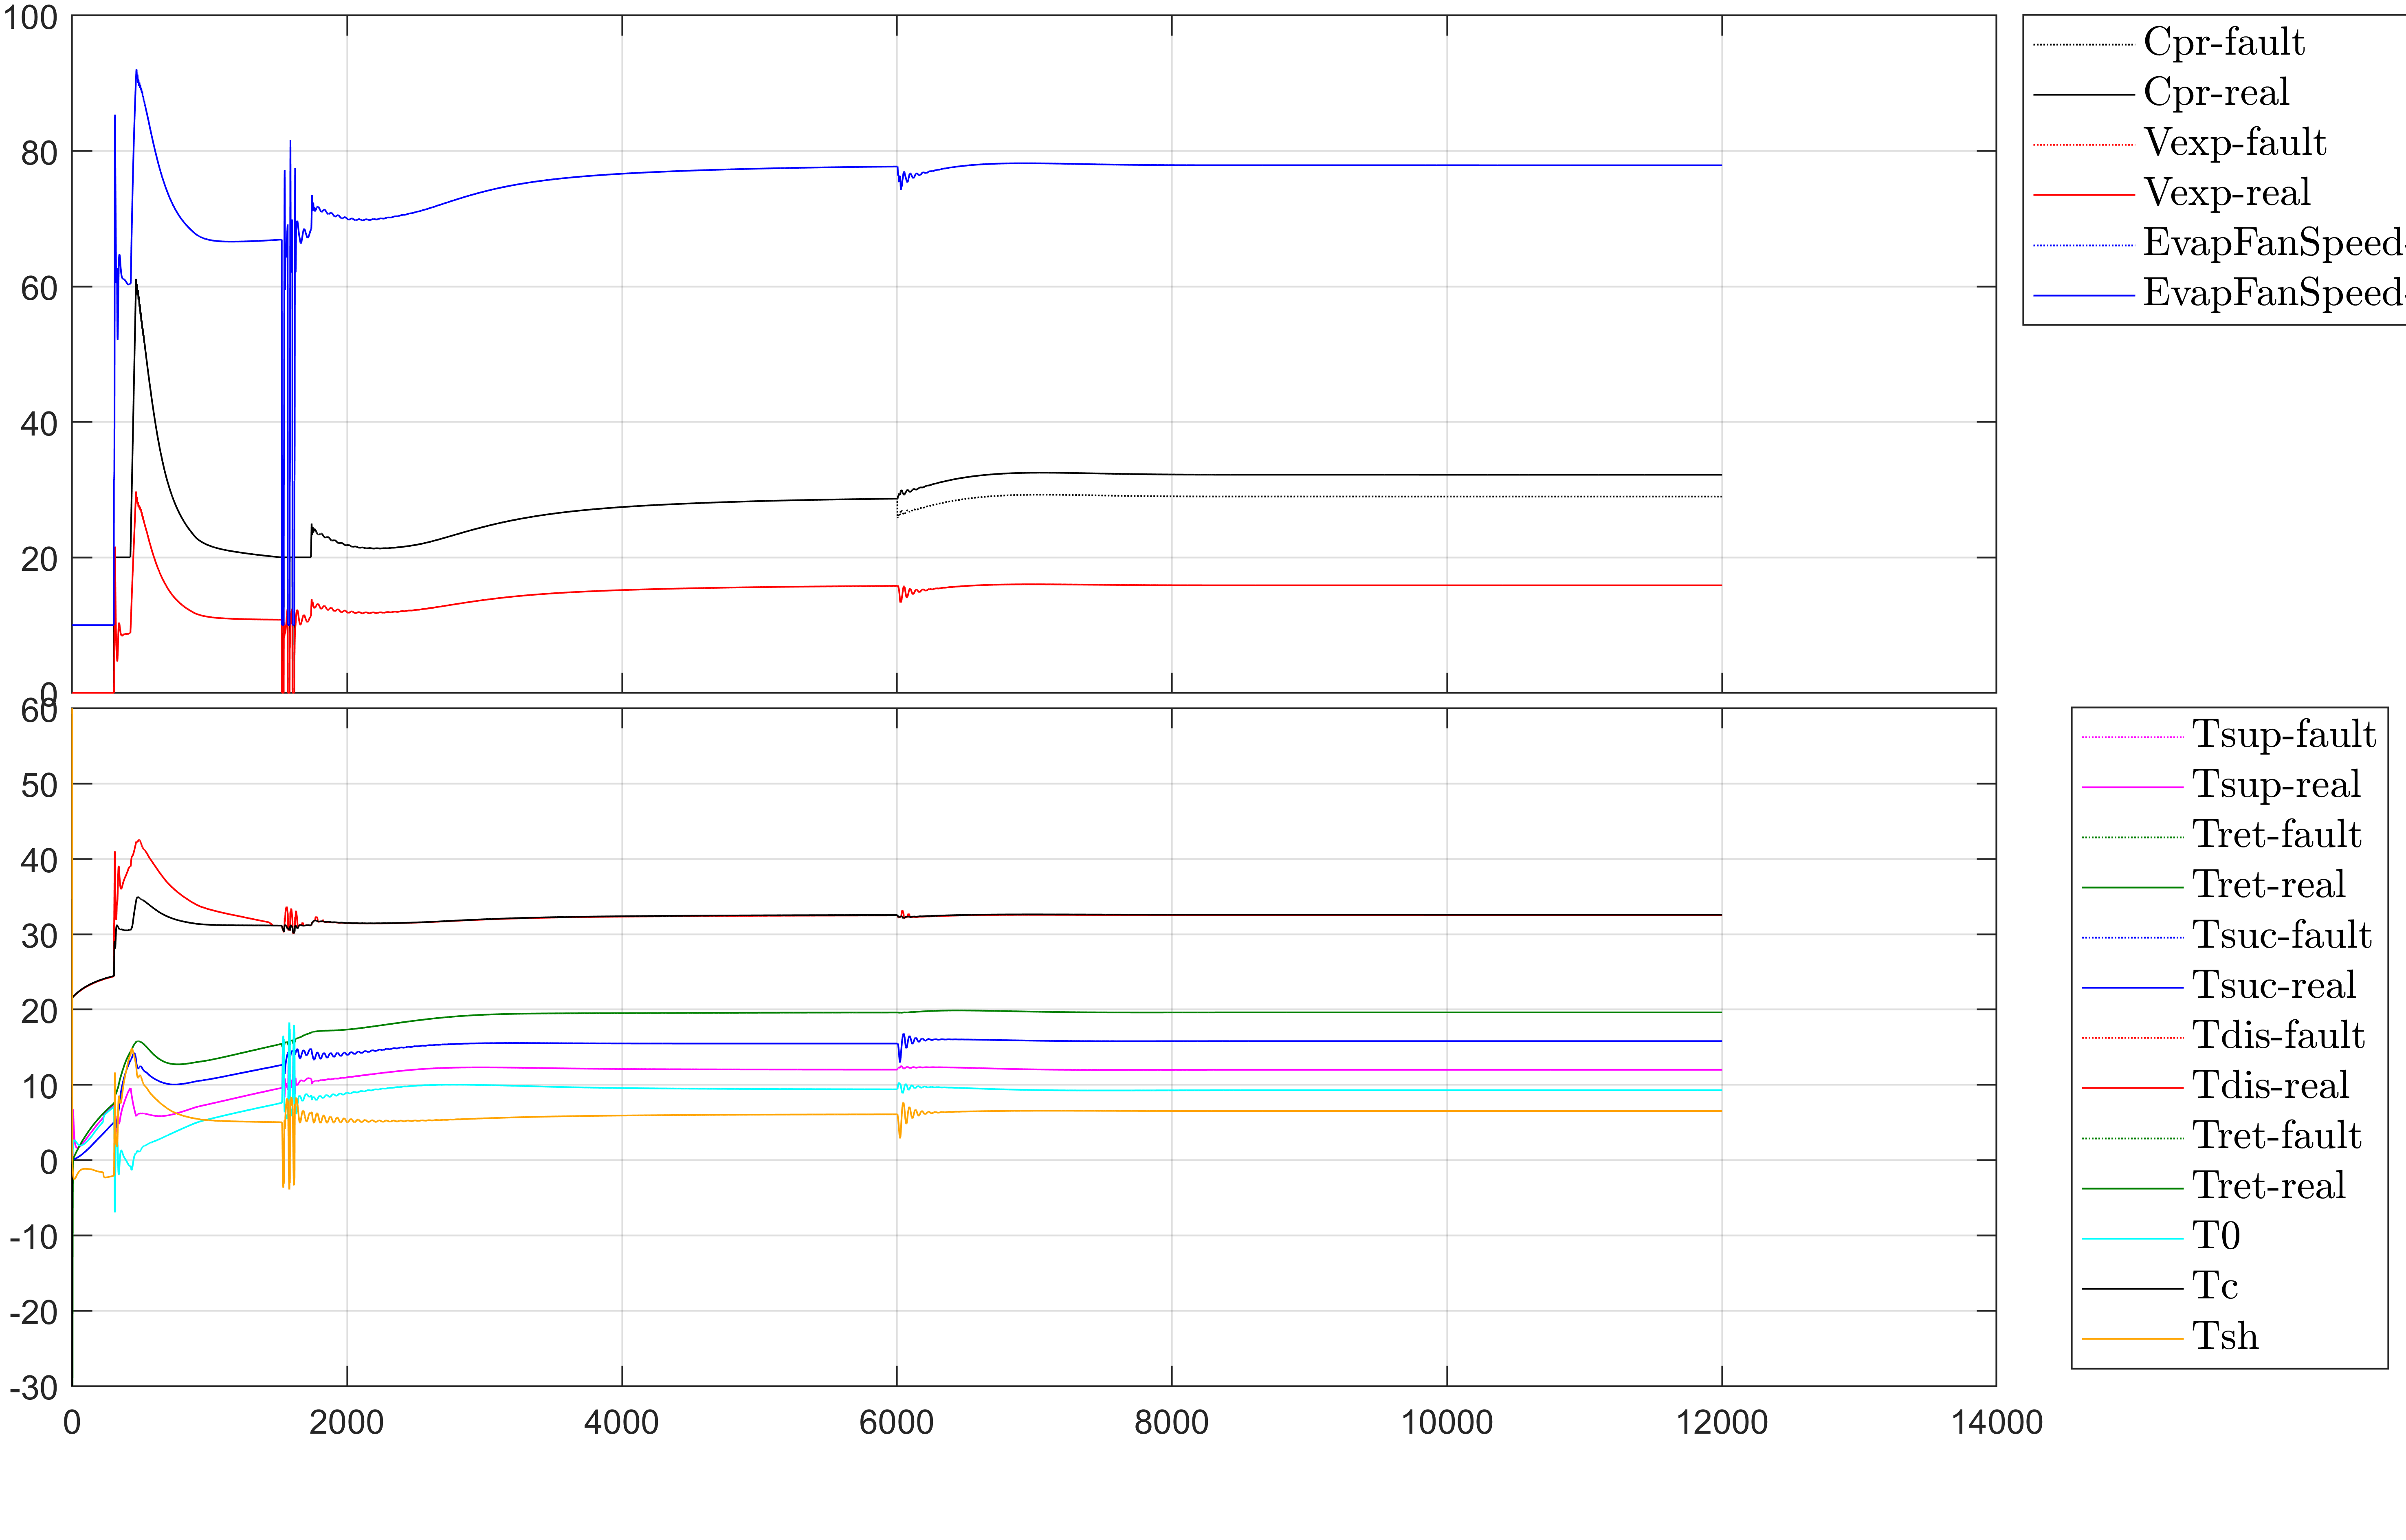 100
80
60
40
20
0
Cpr-fault
Cpr-real
Vexp-fault
Vexp-real
EvapFanSpeed-
EvapFanSpeed-
60
50
40
30
20
10
0
-10
-20
-30
0 2000 4000 6000 8000 10000 12000 14000
Tsup-fault
Tsup-real
Tret-fault
Tret-real
Tsuc-fault
Tsuc-real
Tdis-fault
Tdis-real
Tret-fault
Tret-real
T0
Tc
Tsh